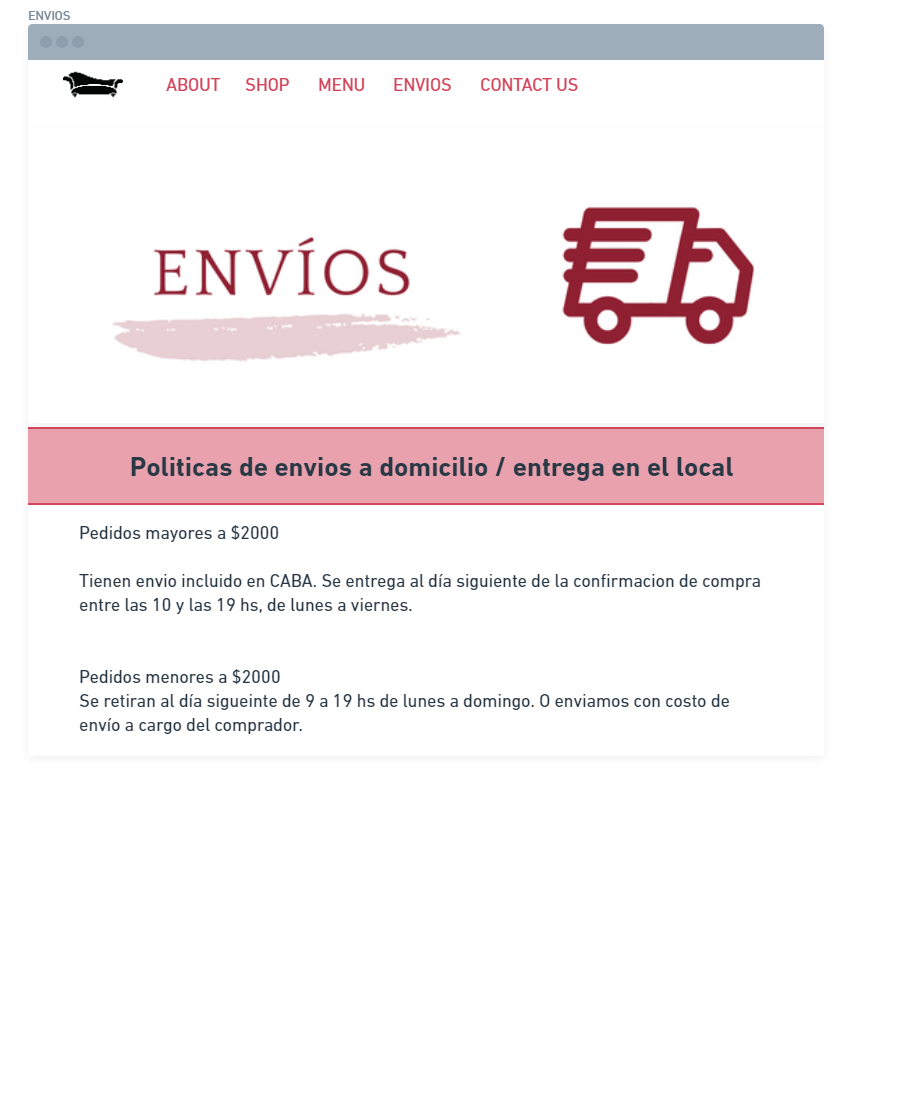 ENVIOS
ABOUT SHOP MENU ENVIOS CONTACT US
ENVÍOS
Politicas de envios a domicilio / entrega en el local
Pedidos mayores a $2000
Tienen envio incluido en CABA. Se entrega al día siguiente de la confirmacion de compra
entre las 10 y las 19 hs, de lunes a viernes.
Pedidos menores a $2000
Se retiran al día sigueinte de 9 a 19 hs de lunes a domingo. O enviamos con costo de
envío a cargo del comprador.